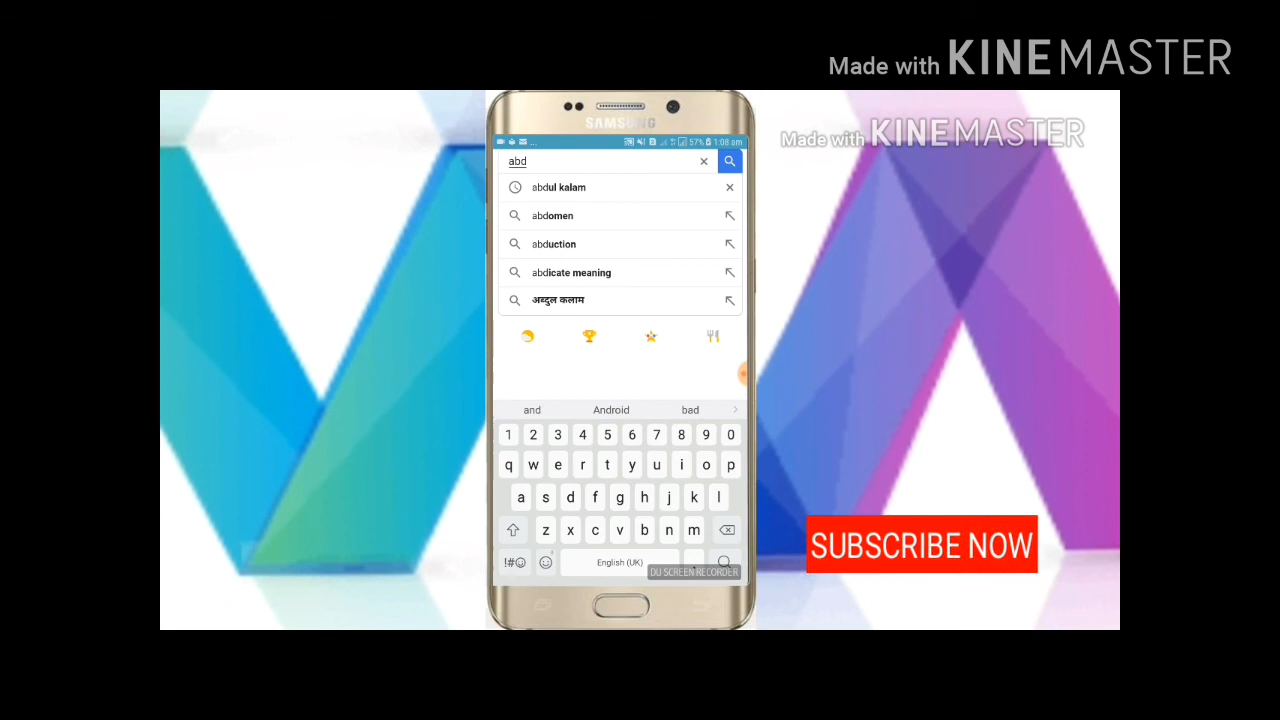 Made with KINEMASTER
Made with KINEMASTER
SAMSUNG
... 57% 1:08 am
abd
abdul kalam
abdomen
abduction
abdicate meaning
अब्दुल कलाम
and Android bad
1 2 3 4 5 6 7 8 9 0
q w e r t y u i o p
a s d f g h j k l
z x c v b n m
!#☺ English (UK) .
DU SCREEN RECORDER
SUBSCRIBE NOW